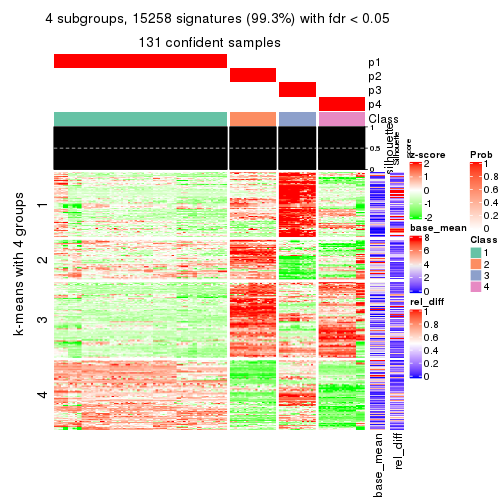 4 subgroups, 15258 signatures (99.3%) with fdr < 0.05
131 confident samples
p1
p2
p3
p4
Class
1
0.5
0
silhouette
Silhouette
score
k-means with 4 groups
1
2
3
4
base_mean
rel_diff
z-score
2
1
0
-1
-2
base_mean
8
6
4
2
0
rel_diff
1
0.8
0.6
0.4
0.2
0
Prob
1
0.8
0.6
0.4
0.2
0
Class
1
2
3
4